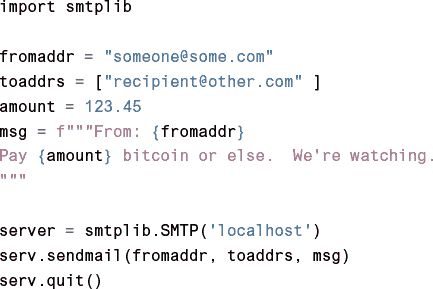 import smtplib
fromaddr = "someone@some.com"
toaddrs = ["recipient@other.com" ]
amount = 123.45
msg = f"""From: {fromaddr}
Pay {amount} bitcoin or else.  We're watching.
"""
server = smtplib.SMTP('localhost')
serv.sendmail(fromaddr, toaddrs, msg)
serv.quit()